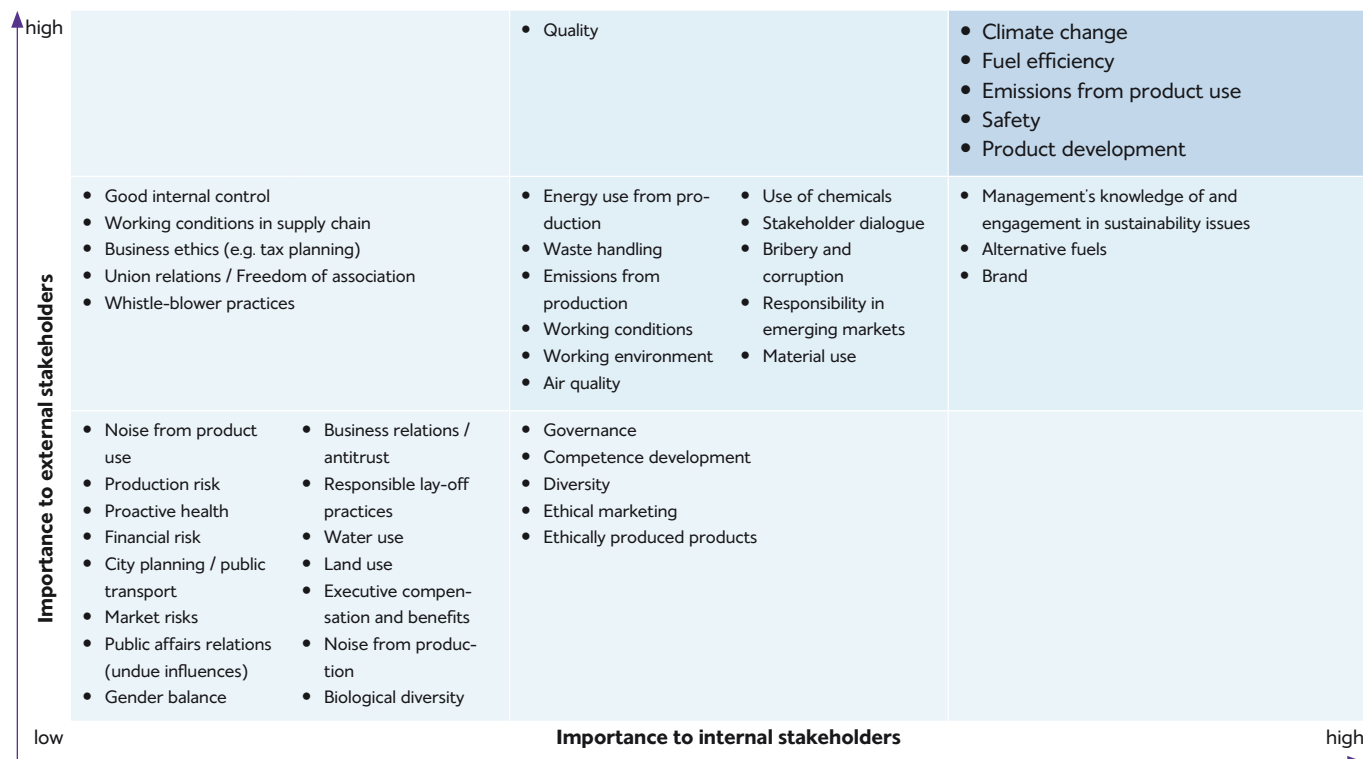 high
• Quality
• Climate change
• Fuel efficiency
• Emissions from product use
• Safety
• Product development
• Good internal control
• Working conditions in supply chain
• Business ethics (e.g. tax planning)
• Union relations / Freedom of association
• Whistle-blower practices
• Energy use from pro-
duction
• Waste handling
• Emissions from
production
• Working conditions
• Working environment
• Air quality
• Use of chemicals
• Stakeholder dialogue
• Bribery and
corruption
• Responsibility in
emerging markets
• Material use
• Management's knowledge of and
engagement in sustainability issues
• Alternative fuels
• Brand
Importance to external stakeholders
• Noise from product
use
• Production risk
• Proactive health
• Financial risk
• City planning / public
transport
• Market risks
• Public affairs relations
(undue influences)
• Gender balance
• Business relations /
antitrust
• Responsible lay-off
practices
• Water use
• Land use
• Executive compen-
sation and benefits
• Noise from produc-
tion
• Biological diversity
• Governance
• Competence development
• Diversity
• Ethical marketing
• Ethically produced products
low
Importance to internal stakeholders
high